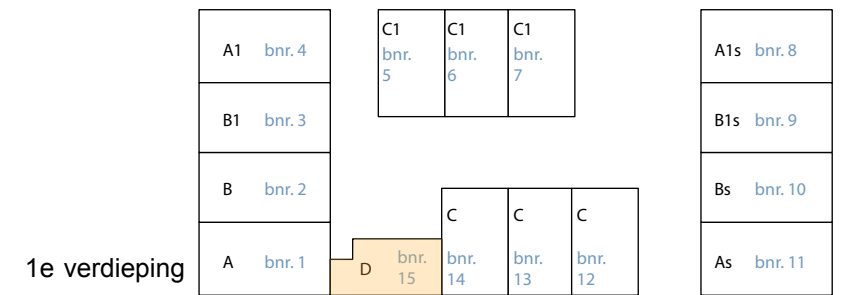 A1 bnr. 4
B1 bnr. 3
B bnr. 2
A bnr. 1
C1
bnr.
5
C1
bnr.
6
C1
bnr.
7
D bnr.
15
C
bnr.
14
C
bnr.
13
C
bnr.
12
A1s bnr. 8
B1s bnr. 9
Bs bnr. 10
As bnr. 11
1e verdieping